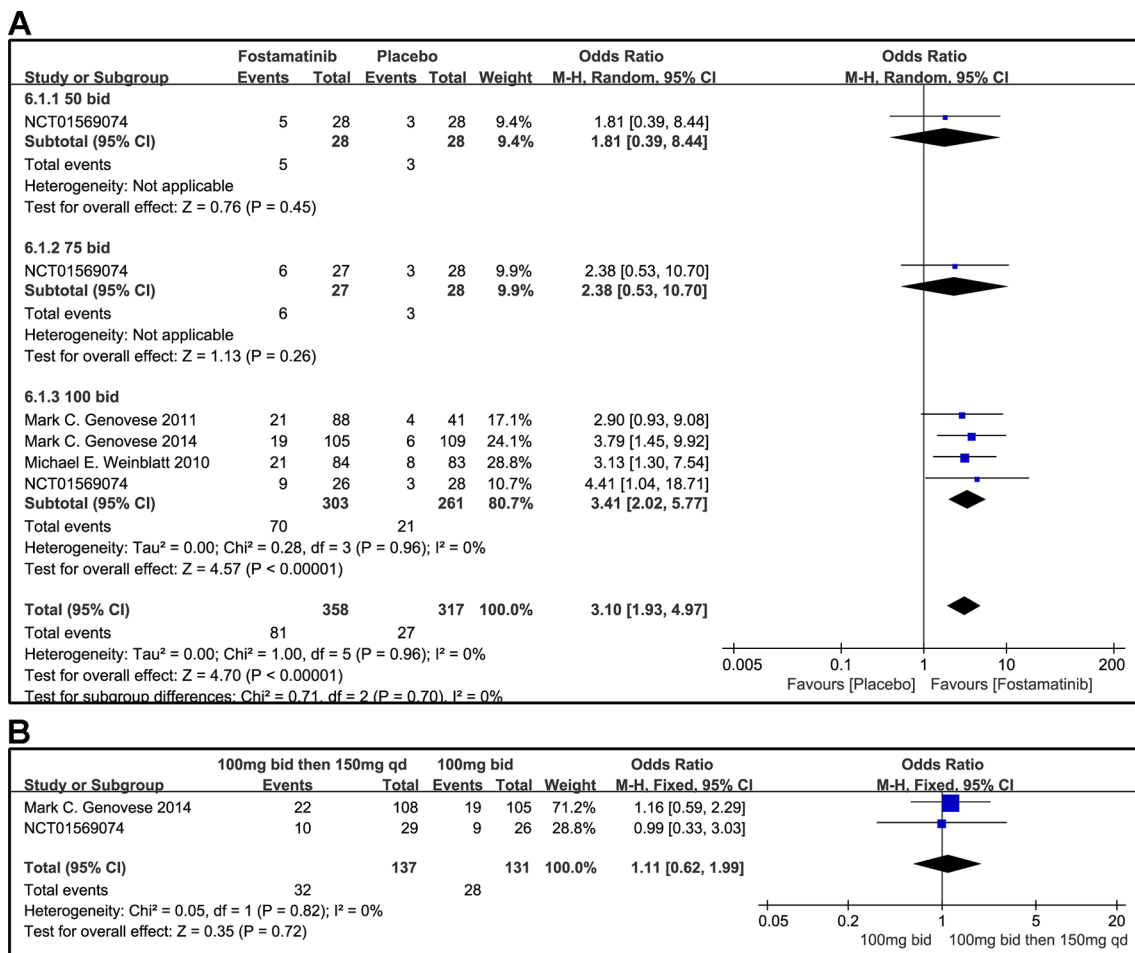 A
Fostamatinib Placebo Odds Ratio Odds Ratio
Study or Subgroup Events Total Events Total Weight M-H, Random, 95% CI M-H, Random, 95% CI
6.1.1 50 bid
NCT01569074 5 28 3 28 9.4% 1.81 [0.39, 8.44]
Subtotal (95% CI) 28 28 9.4% 1.81 [0.39, 8.44]
Total events 5 3
Heterogeneity: Not applicable
Test for overall effect: Z = 0.76 (P = 0.45)
6.1.2 75 bid
NCT01569074 6 27 3 28 9.9% 2.38 [0.53, 10.70]
Subtotal (95% CI) 27 28 9.9% 2.38 [0.53, 10.70]
Total events 6 3
Heterogeneity: Not applicable
Test for overall effect: Z = 1.13 (P = 0.26)
6.1.3 100 bid
Mark C. Genovese 2011 21 88 4 41 17.1% 2.90 [0.93, 9.08]
Mark C. Genovese 2014 19 105 6 109 24.1% 3.79 [1.45, 9.92]
Michael E. Weinblatt 2010 21 84 8 83 28.8% 3.13 [1.30, 7.54]
NCT01569074 9 26 3 28 10.7% 4.41 [1.04, 18.71]
Subtotal (95% CI) 303 261 80.7% 3.41 [2.02, 5.77]
Total events 70 21
Heterogeneity: Tau² = 0.00; Chi² = 0.28, df = 3 (P = 0.96); I² = 0%
Test for overall effect: Z = 4.57 (P < 0.00001)
Total (95% CI) 358 317 100.0% 3.10 [1.93, 4.97]
Total events 81 27
Heterogeneity: Tau² = 0.00; Chi² = 1.00, df = 5 (P = 0.96); I² = 0%
Test for overall effect: Z = 4.70 (P < 0.00001)
Test for subgroup differences: Chi² = 0.71, df = 2 (P = 0.70), I² = 0%
0.005 0.1 1 10 200
Favours [Placebo] Favours [Fostamatinib]
B
100mg bid then 150mg qd 100mg bid Odds Ratio Odds Ratio
Study or Subgroup Events Total Events Total Weight M-H, Fixed, 95% CI M-H, Fixed, 95% CI
Mark C. Genovese 2014 22 108 19 105 71.2% 1.16 [0.59, 2.29]
NCT01569074 10 29 9 26 28.8% 0.99 [0.33, 3.03]
Total (95% CI) 137 131 100.0% 1.11 [0.62, 1.99]
Total events 32 28
Heterogeneity: Chi² = 0.05, df = 1 (P = 0.82); I² = 0%
Test for overall effect: Z = 0.35 (P = 0.72)
0.05 0.2 1 5 20
100mg bid 100mg bid then 150mg qd